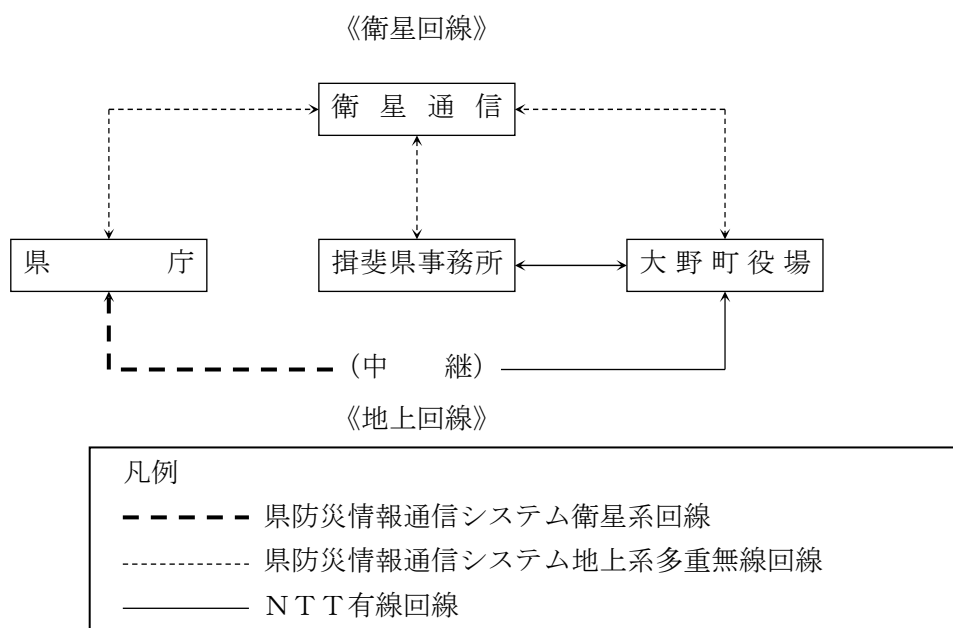 《衛星回線》
衛星通信
県庁
揖斐県事務所
大野町役場
(中継)
《地上回線》
凡例
県防災情報通信システム衛星系回線
県防災情報通信システム地上系多重無線回線
ＮＴＴ有線回線